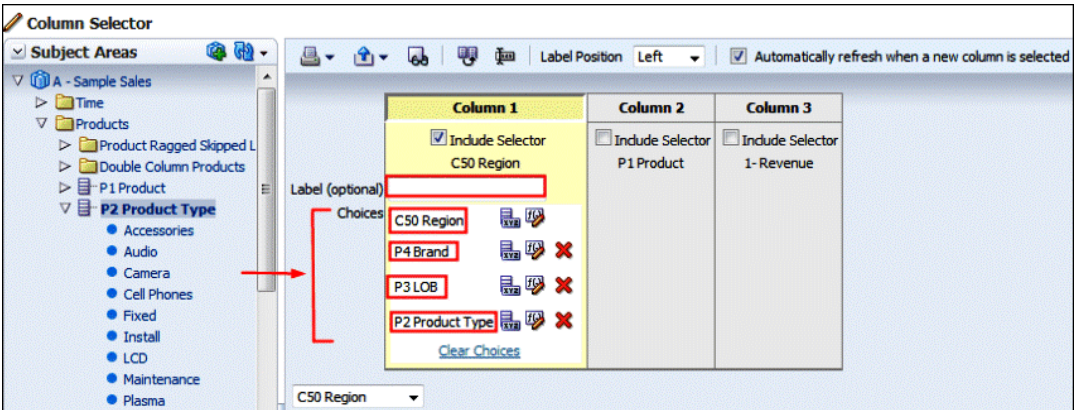 Column Selector
Subject Areas
Label Position Left Automatically refresh when a new column is selected
A - Sample Sales
Time
Products
Product Ragged Skipped L
Double Column Products
P1 Product
P2 Product Type
Accessories
Audio
Camera
Cell Phones
Fixed
Install
LCD
Maintenance
Plasma
Column 1 Column 2 Column 3
Include Selector Include Selector Include Selector
C50 Region P1 Product 1- Revenue
Label (optional)
Choices C50 Region
P4 Brand
P3 LOB
P2 Product Type
Clear Choices
C50 Region